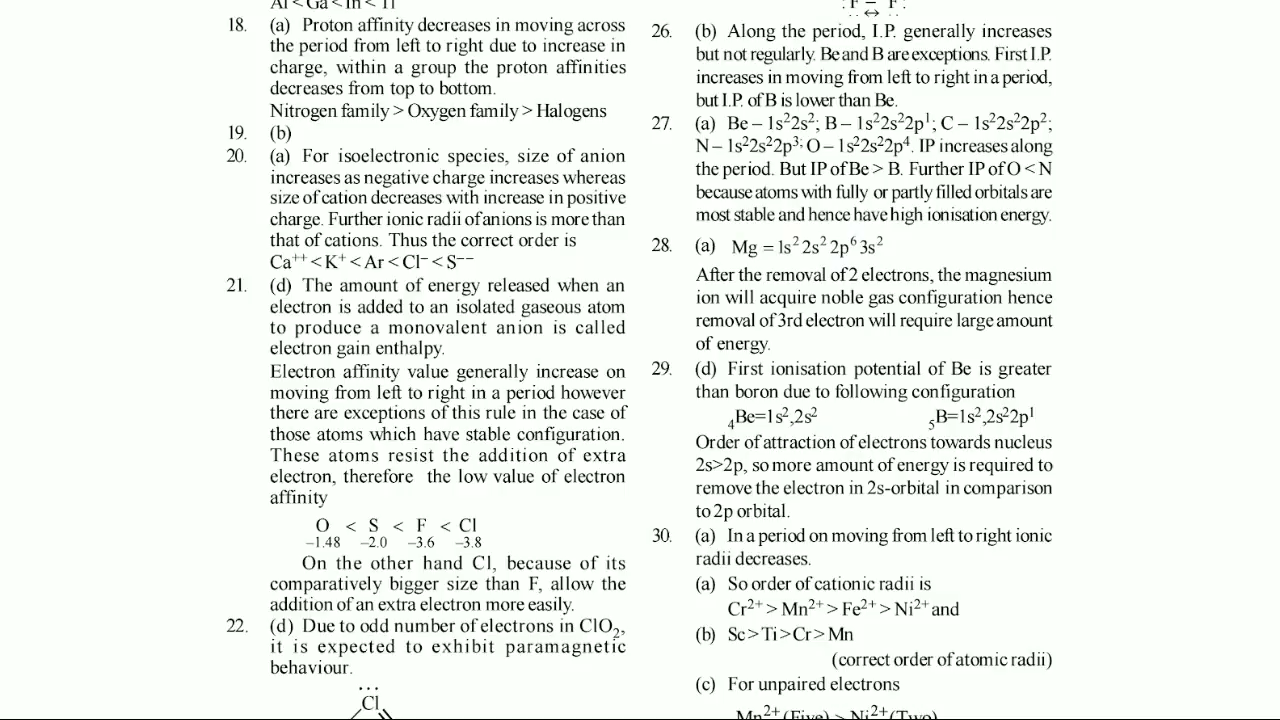 Al < Ga < In < Tl
18. (a) Proton affinity decreases in moving across
the period from left to right due to increase in
charge, within a group the proton affinities
decreases from top to bottom.
Nitrogen family > Oxygen family > Halogens
19. (b)
20. (a) For isoelectronic species, size of anion
increases as negative charge increases whereas
size of cation decreases with increase in positive
charge. Further ionic radii of anions is more than
that of cations. Thus the correct order is
Ca⁺⁺ < K⁺ < Ar < Cl⁻ < S⁻⁻
21. (d) The amount of energy released when an
electron is added to an isolated gaseous atom
to produce a monovalent anion is called
electron gain enthalpy.
Electron affinity value generally increase on
moving from left to right in a period however
there are exceptions of this rule in the case of
those atoms which have stable configuration.
These atoms resist the addition of extra
electron, therefore the low value of electron
affinity
O < S < F < Cl
–1.48 –2.0 –3.6 –3.8
On the other hand Cl, because of its
comparatively bigger size than F, allow the
addition of an extra electron more easily.
22. (d) Due to odd number of electrons in ClO₂,
it is expected to exhibit paramagnetic
behaviour.
Cl
: F – F :
↔
26. (b) Along the period, I.P. generally increases
but not regularly. Be and B are exceptions. First I.P.
increases in moving from left to right in a period,
but I.P. of B is lower than Be.
27. (a) Be – 1s²2s²; B – 1s²2s²2p¹; C – 1s²2s²2p²;
N – 1s²2s²2p³; O – 1s²2s²2p⁴. IP increases along
the period. But IP of Be > B. Further IP of O < N
because atoms with fully or partly filled orbitals are
most stable and hence have high ionisation energy.
28. (a) Mg = 1s² 2s² 2p⁶ 3s²
After the removal of 2 electrons, the magnesium
ion will acquire noble gas configuration hence
removal of 3rd electron will require large amount
of energy.
29. (d) First ionisation potential of Be is greater
than boron due to following configuration
₄Be=1s²,2s² ₅B=1s²,2s²2p¹
Order of attraction of electrons towards nucleus
2s>2p, so more amount of energy is required to
remove the electron in 2s-orbital in comparison
to 2p orbital.
30. (a) In a period on moving from left to right ionic
radii decreases.
(a) So order of cationic radii is
Cr²⁺ > Mn²⁺ > Fe²⁺ > Ni²⁺ and
(b) Sc > Ti > Cr > Mn
(correct order of atomic radii)
(c) For unpaired electrons
Mn²⁺ (Five) > Ni²⁺ (Two)